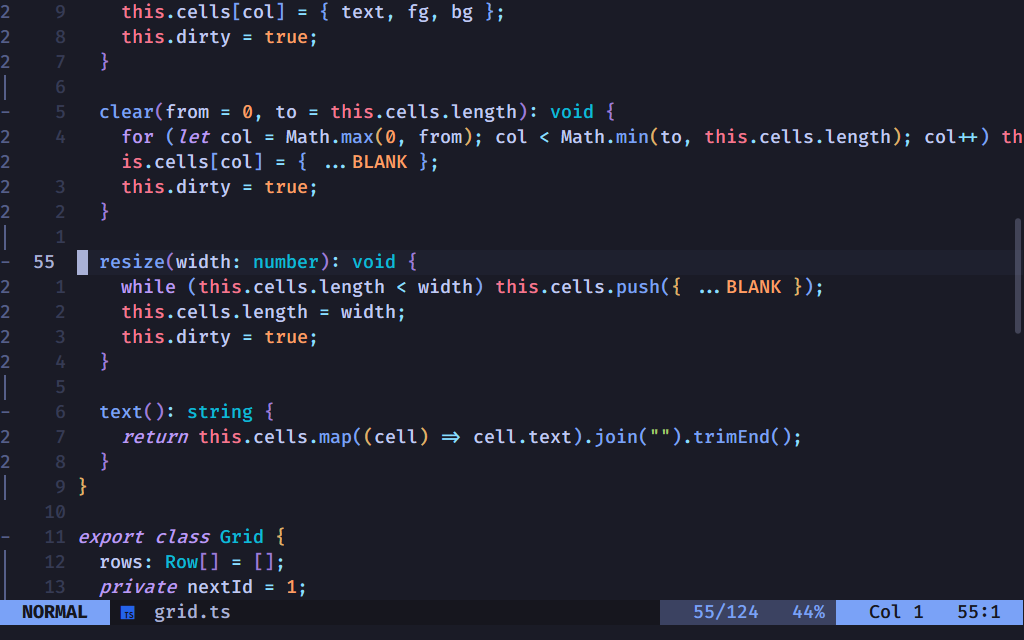 2    9     this.cells[col] = { text, fg, bg };
2    8     this.dirty = true;
2    7   }
│    6
-    5   clear(from = 0, to = this.cells.length): void {
2    4     for (let col = Math.max(0, from); col < Math.min(to, this.cells.length); col++) th
2          is.cells[col] = { ...BLANK };
2    3     this.dirty = true;
2    2   }
│    1
-  55    resize(width: number): void {
2    1     while (this.cells.length < width) this.cells.push({ ...BLANK });
2    2     this.cells.length = width;
2    3     this.dirty = true;
2    4   }
│    5
-    6   text(): string {
2    7     return this.cells.map((cell) => cell.text).join("").trimEnd();
2    8   }
│    9 }
    10
-   11 export class Grid {
│   12   rows: Row[] = [];
│   13   private nextId = 1;
NORMAL  TS grid.ts  55/124  44%  Col 1  55:1